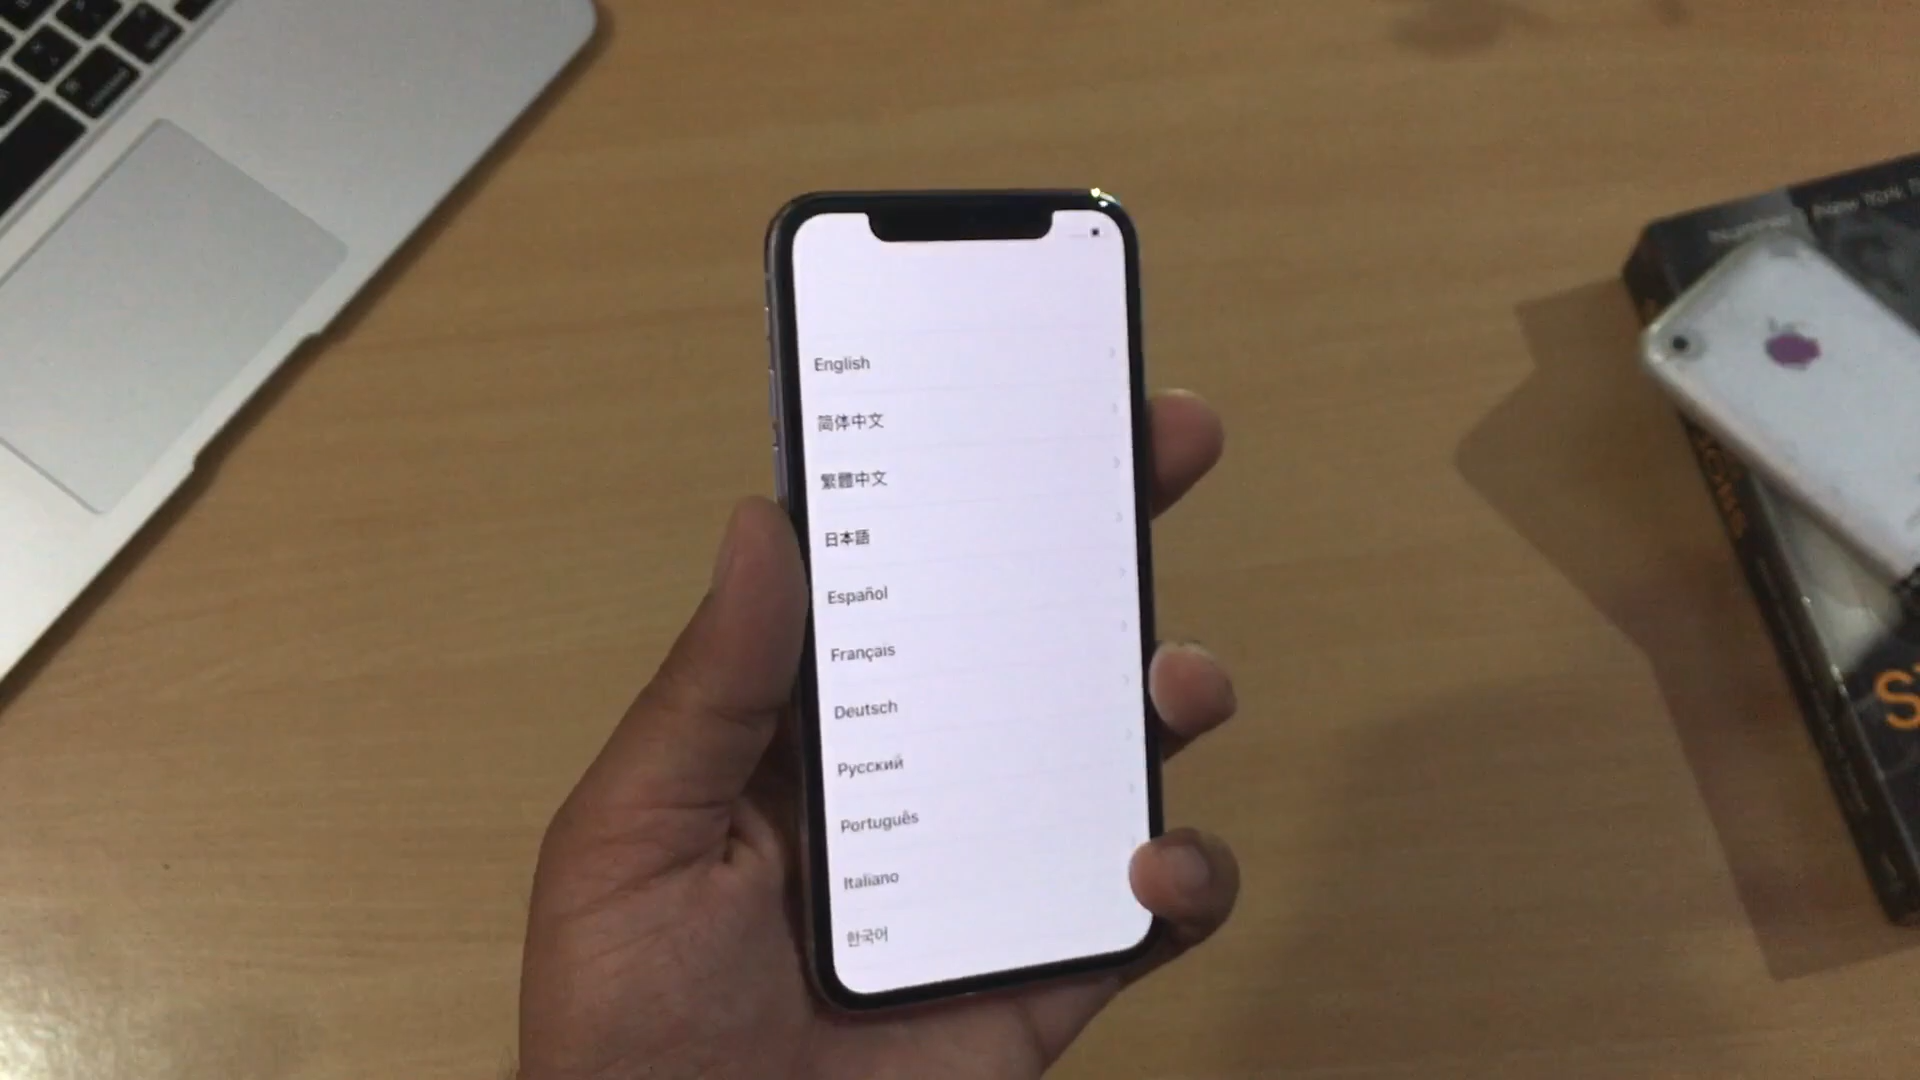 English
简体中文
繁體中文
日本語
Español
Français
Deutsch
Русский
Português
Italiano
한국어